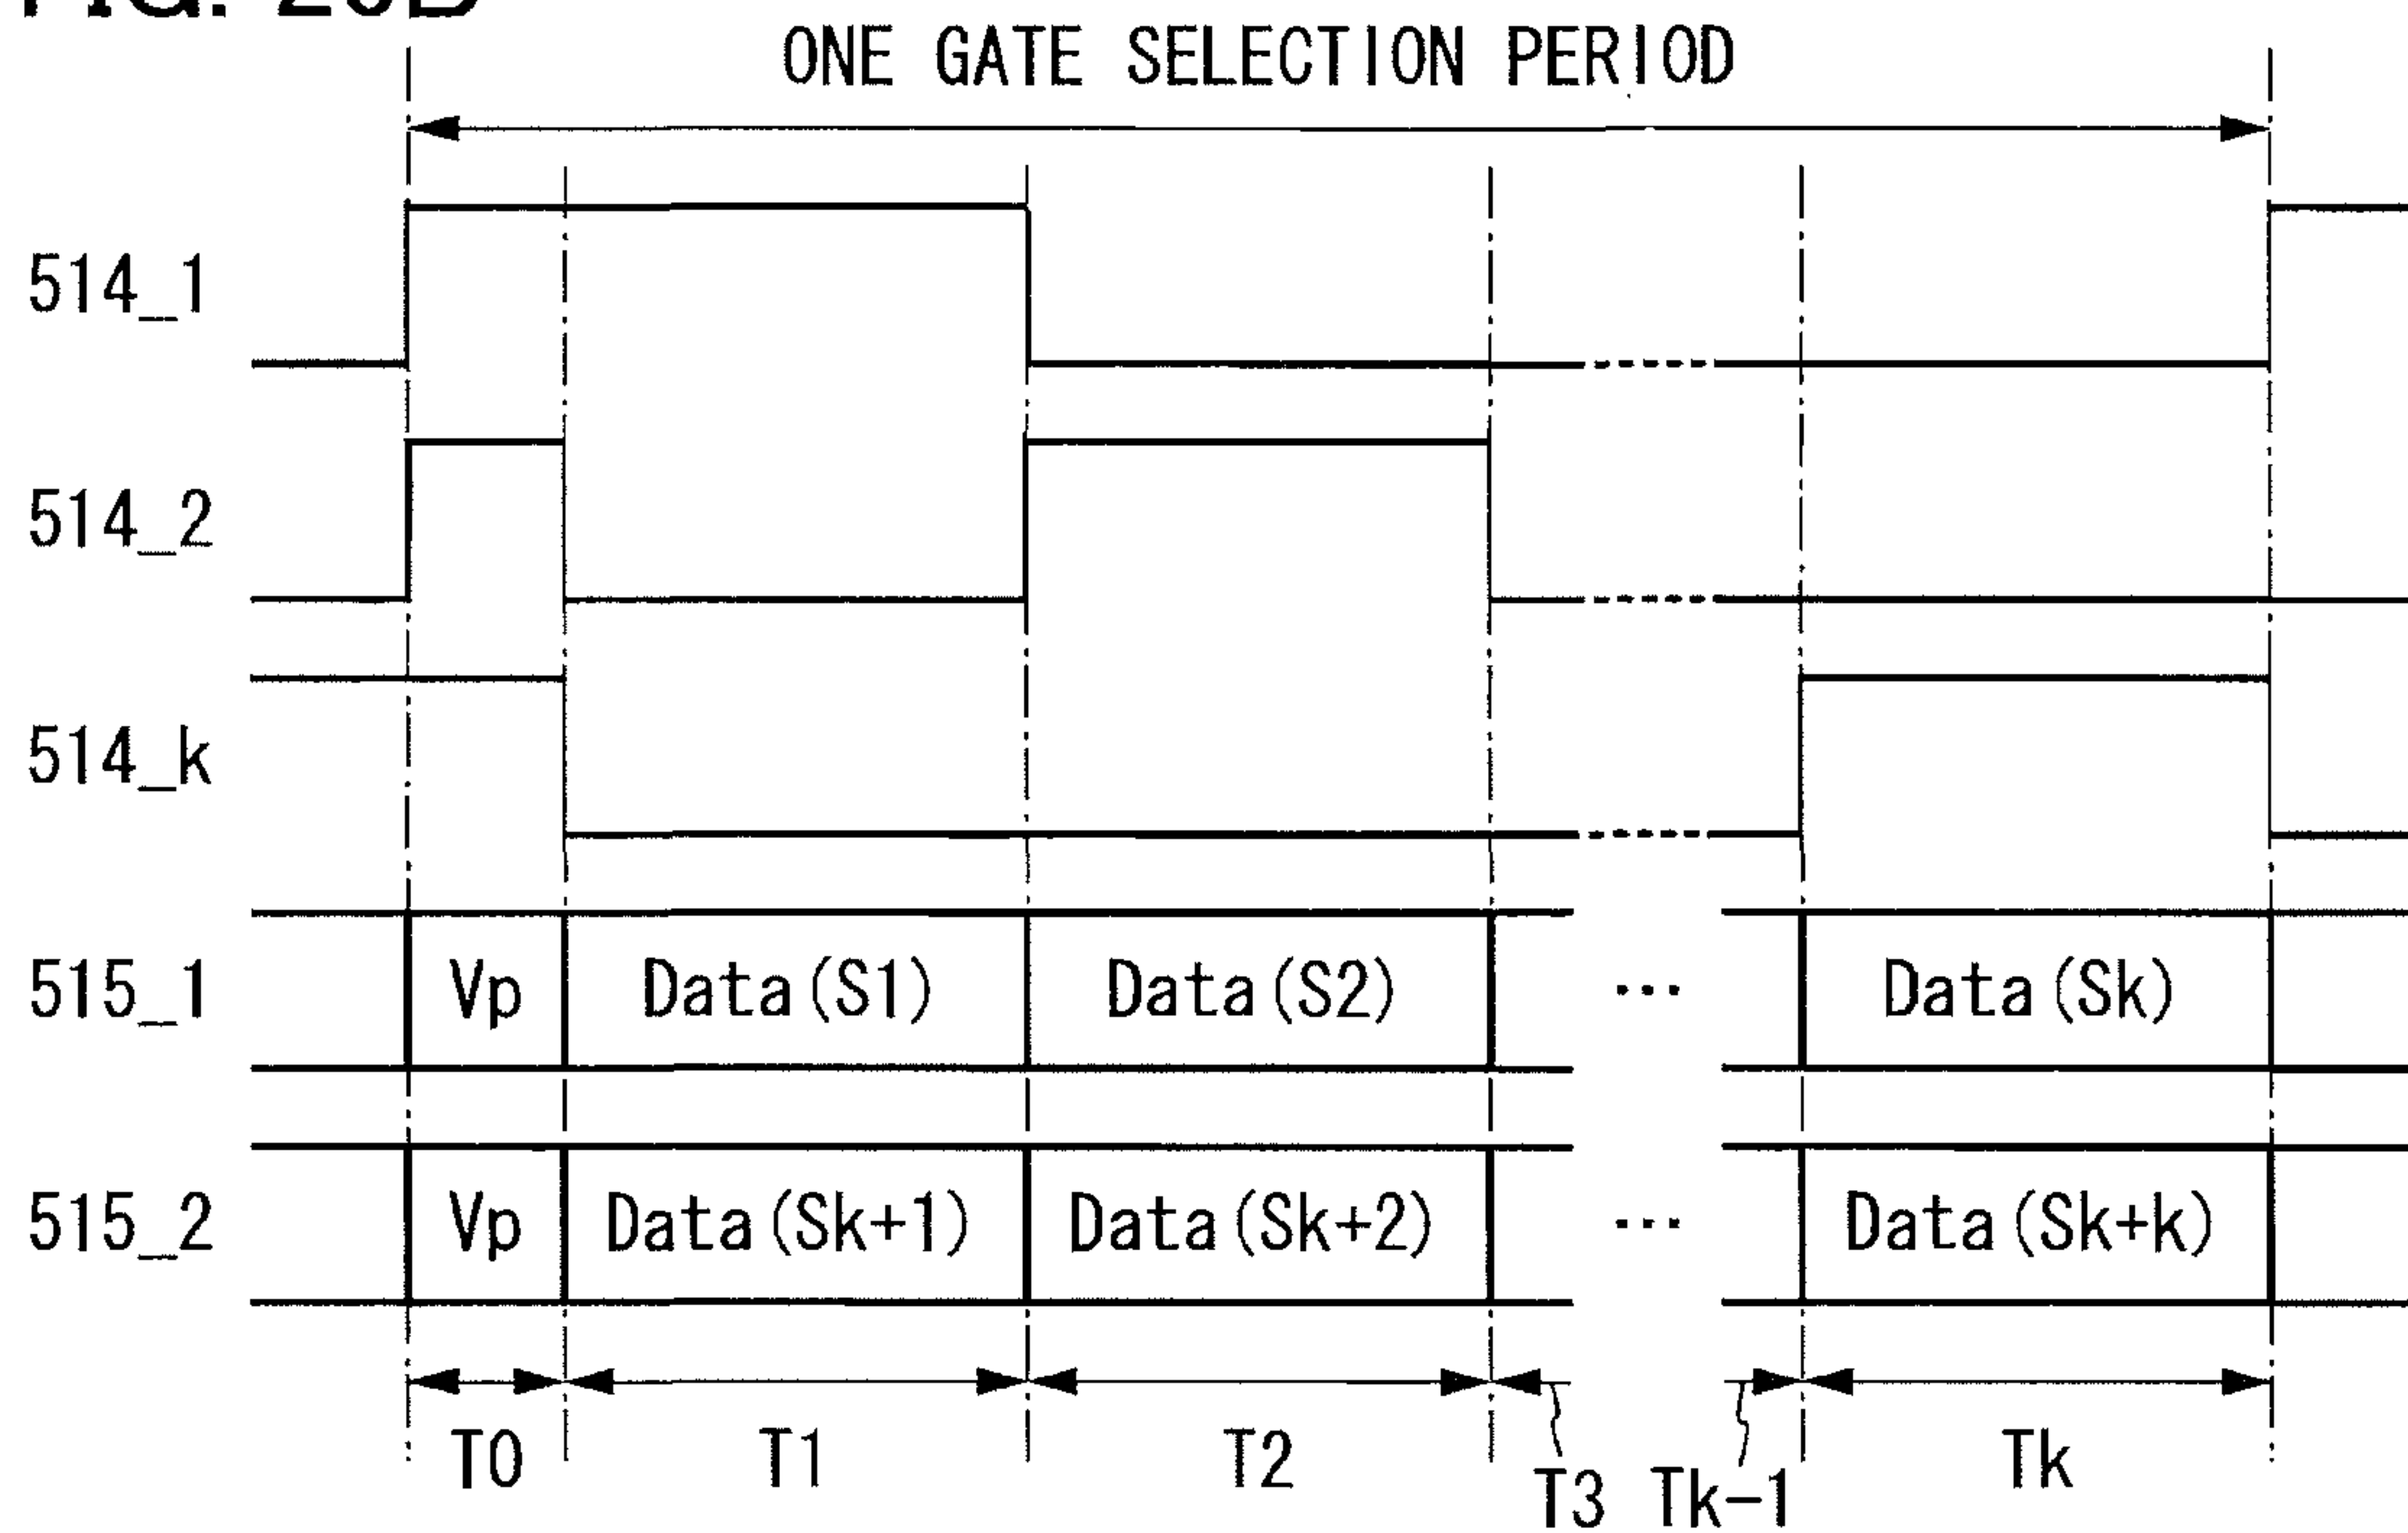 ONE GATE SELECTION PERIOD
514_1
514_2
514_k
515_1 Vp Data(S1) Data(S2) ... Data(Sk)
515_2 Vp Data(Sk+1) Data(Sk+2) ... Data(Sk+k)
T0 T1 T2 T3 Tk-1 Tk